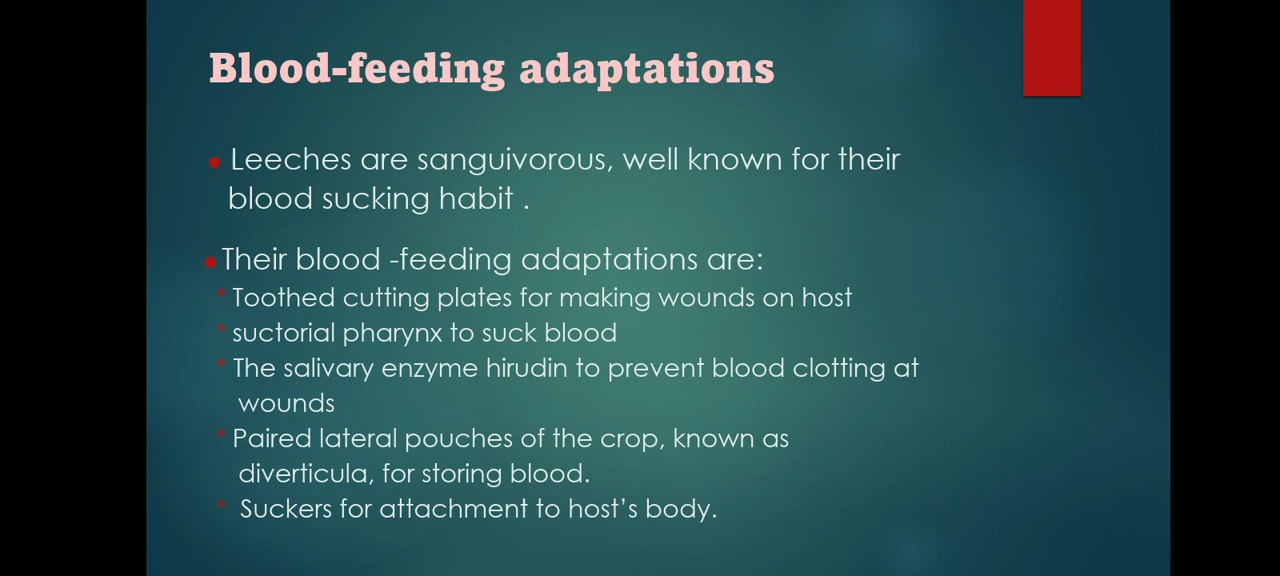 Blood-feeding adaptations
● Leeches are sanguivorous, well known for their
blood sucking habit .
● Their blood -feeding adaptations are:
* Toothed cutting plates for making wounds on host
* suctorial pharynx to suck blood
* The salivary enzyme hirudin to prevent blood clotting at
wounds
* Paired lateral pouches of the crop, known as
diverticula, for storing blood.
* Suckers for attachment to host’s body.